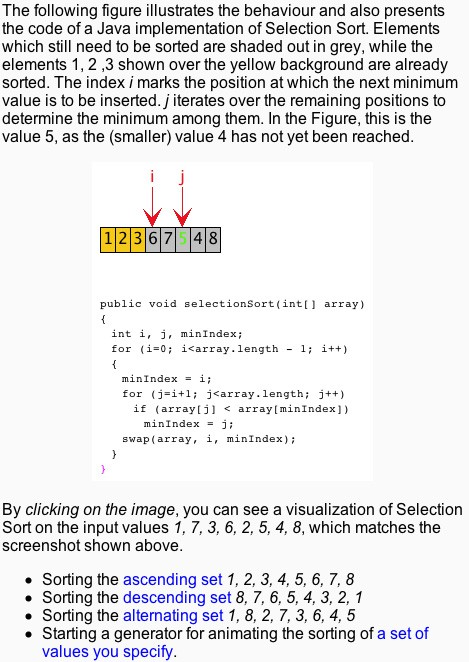 The following figure illustrates the behaviour and also presents
the code of a Java implementation of Selection Sort. Elements
which still need to be sorted are shaded out in grey, while the
elements 1, 2 ,3 shown over the yellow background are already
sorted. The index i marks the position at which the next minimum
value is to be inserted. j iterates over the remaining positions to
determine the minimum among them. In the Figure, this is the
value 5, as the (smaller) value 4 has not yet been reached.
i j
1 2 3 6 7 5 4 8
public void selectionSort(int[] array)
{
int i, j, minIndex;
for (i=0; i<array.length - 1; i++)
{
minIndex = i;
for (j=i+1; j<array.length; j++)
if (array[j] < array[minIndex])
minIndex = j;
swap(array, i, minIndex);
}
}
By clicking on the image, you can see a visualization of Selection
Sort on the input values 1, 7, 3, 6, 2, 5, 4, 8, which matches the
screenshot shown above.
• Sorting the ascending set 1, 2, 3, 4, 5, 6, 7, 8
• Sorting the descending set 8, 7, 6, 5, 4, 3, 2, 1
• Sorting the alternating set 1, 8, 2, 7, 3, 6, 4, 5
• Starting a generator for animating the sorting of a set of
values you specify.